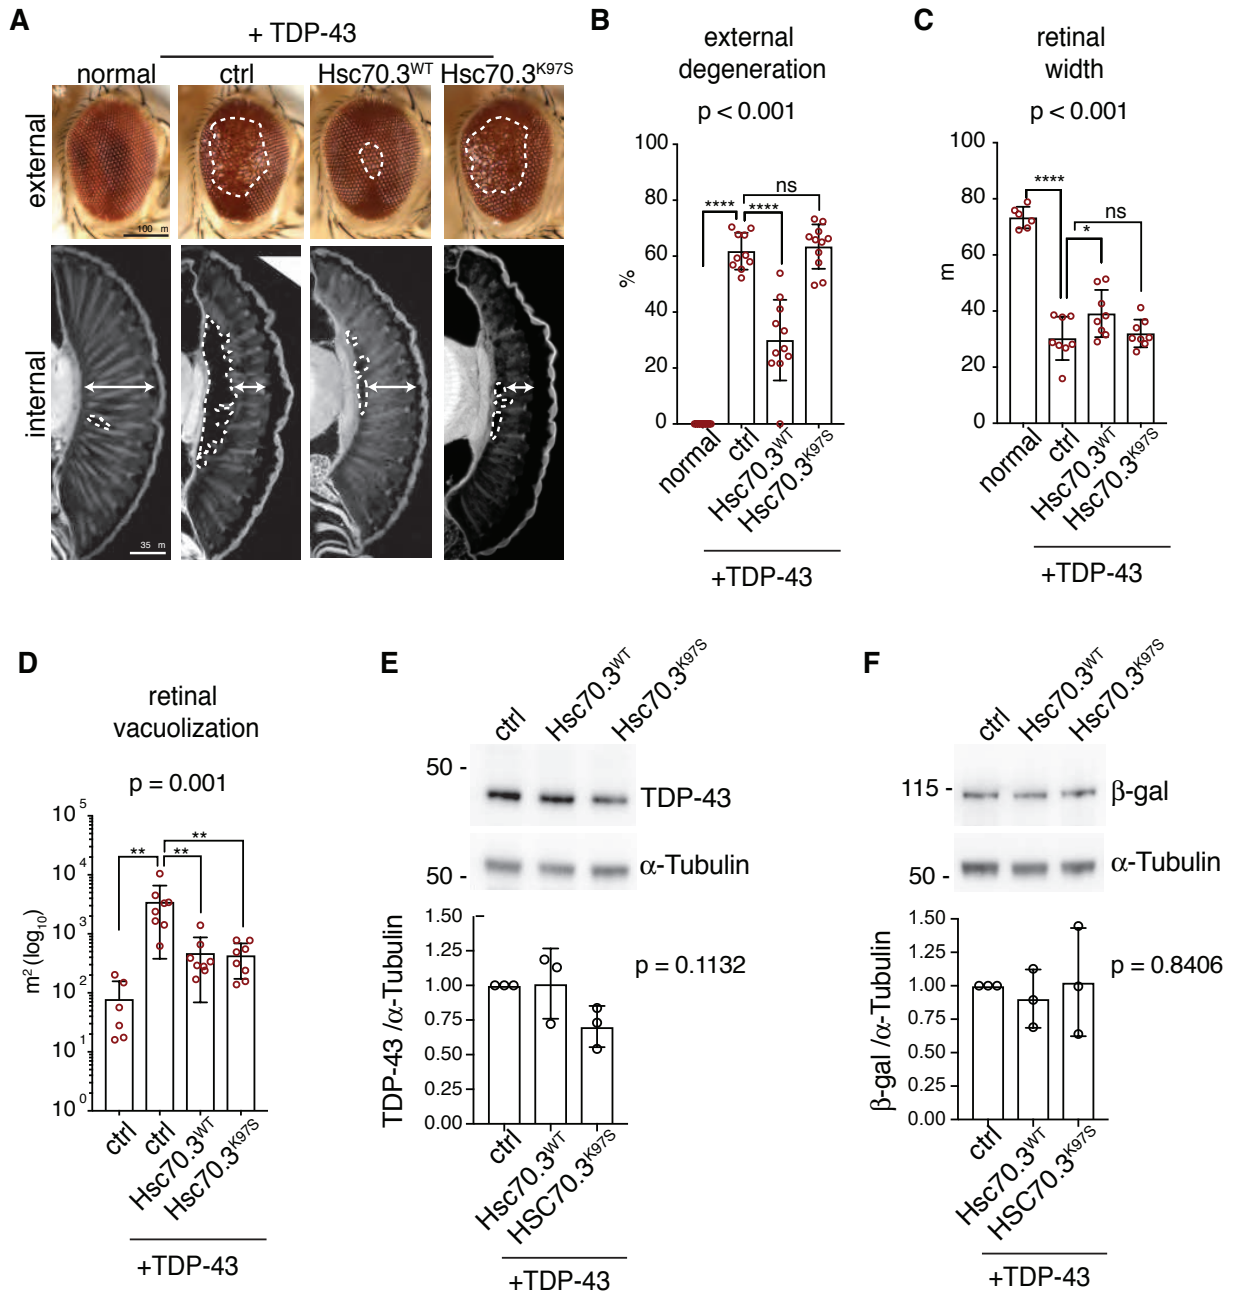 A
+ TDP-43
normal ctrl Hsc70.3WT Hsc70.3K97S
external
100 m
internal
35 m
B
external
degeneration
p < 0.001
100
80
60
40
20
0
%
**** **** ns
normal
ctrl
Hsc70.3WT
Hsc70.3K97S
+TDP-43
C
retinal
width
p < 0.001
100
80
60
40
20
0
m
**** * ns
normal
ctrl
Hsc70.3WT
Hsc70.3K97S
+TDP-43
D
retinal
vacuolization
p = 0.001
10 5
10 4
10 3
10 2
10 1
10 0
m2 (log10)
** ** **
ctrl
ctrl
Hsc70.3WT
Hsc70.3K97S
+TDP-43
E
ctrl
Hsc70.3WT
Hsc70.3K97S
50 -
TDP-43
50 -
α-Tubulin
1.50
1.25
1.00
0.75
0.50
0.25
0.00
TDP-43 /α-Tubulin
p = 0.1132
ctrl
Hsc70.3WT
HSC70.3K97S
+TDP-43
F
ctrl
Hsc70.3WT
Hsc70.3K97S
115 -
β-gal
50 -
α-Tubulin
1.50
1.25
1.00
0.75
0.50
0.25
0.00
β-gal /α-Tubulin
p = 0.8406
ctrl
Hsc70.3WT
HSC70.3K97S
+TDP-43